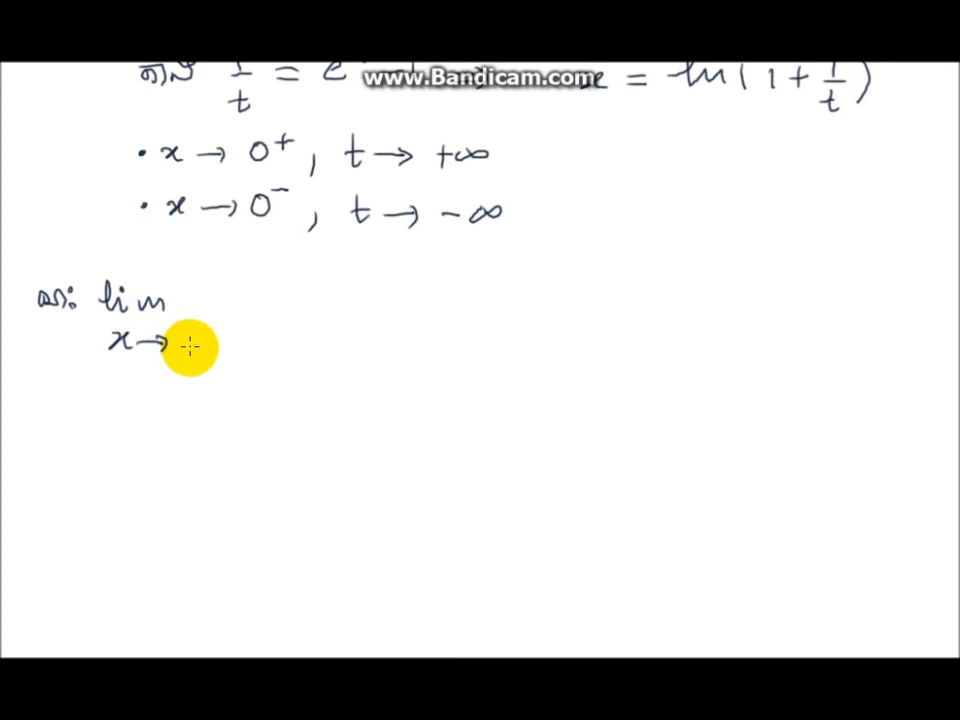 1/t = e www.Bandicam.com x = ln(1 + 1/t)
• x → 0⁺, t → +∞
• x → 0⁻, t → -∞
lim
x →